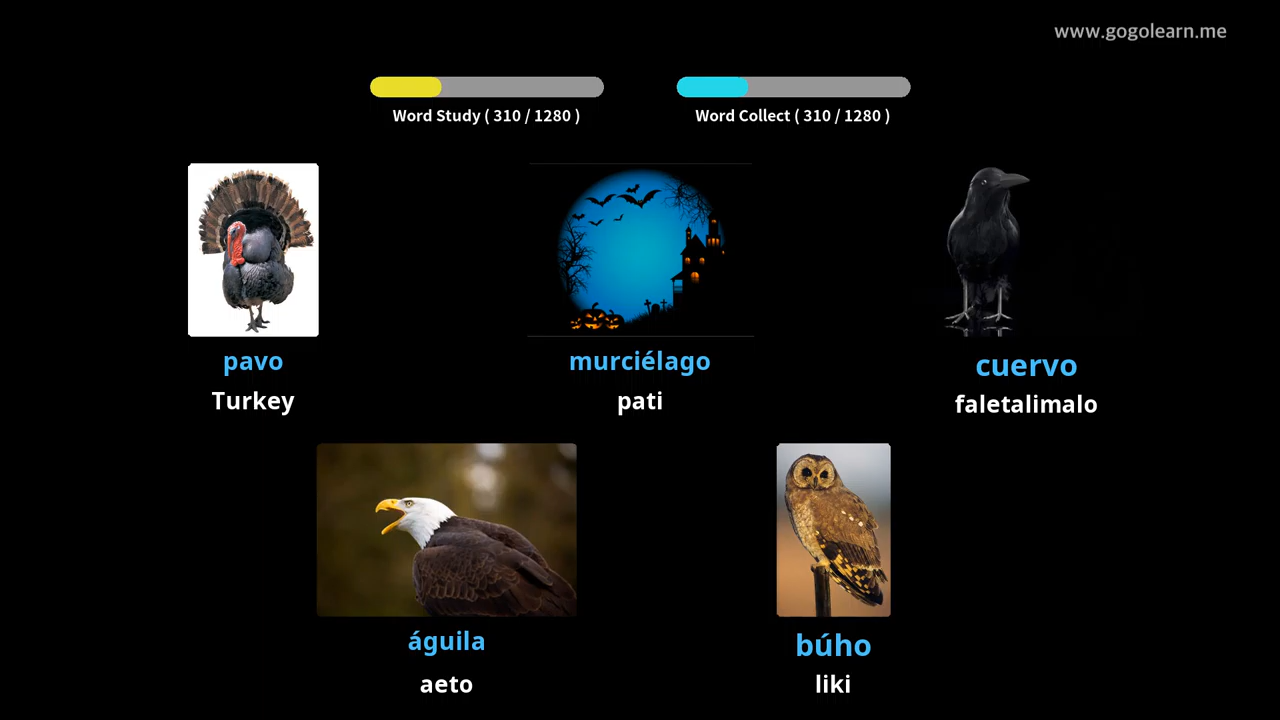 www.gogolearn.me
Word Study ( 310 / 1280 )
Word Collect ( 310 / 1280 )
pavo
Turkey
murciélago
pati
cuervo
faletalimalo
águila
aeto
búho
liki